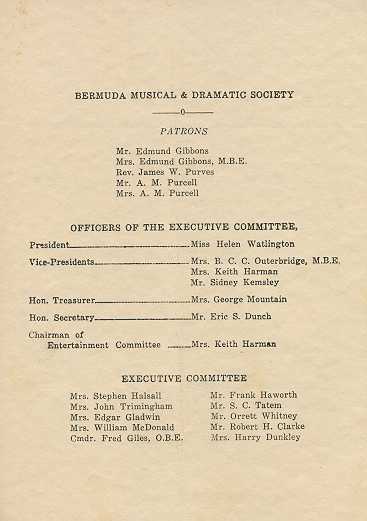 BERMUDA MUSICAL & DRAMATIC SOCIETY
PATRONS
Mr. Edmund Gibbons
Mrs. Edmund Gibbons, M.B.E.
Rev. James W. Purves
Mr. A. M. Purcell
Mrs. A. M. Purcell
OFFICERS OF THE EXECUTIVE COMMITTEE,
President Miss Helen Watlington
Vice-Presidents Mrs. B. C. C. Outerbridge, M.B.E.
Mrs. Keith Harman
Mr. Sidney Kemsley
Hon. Treasurer Mrs. George Mountain
Hon. Secretary Mr. Eric S. Dunch
Chairman of
Entertainment Committee Mrs. Keith Harman
EXECUTIVE COMMITTEE
Mrs. Stephen Halsall
Mrs. John Trimingham
Mrs. Edgar Gladwin
Mrs. William McDonald
Cmdr. Fred Giles, O.B.E.
Mr. Frank Haworth
Mr. S. C. Tatem
Mr. Orrett Whitney
Mr. Robert H. Clarke
Mrs. Harry Dunkley